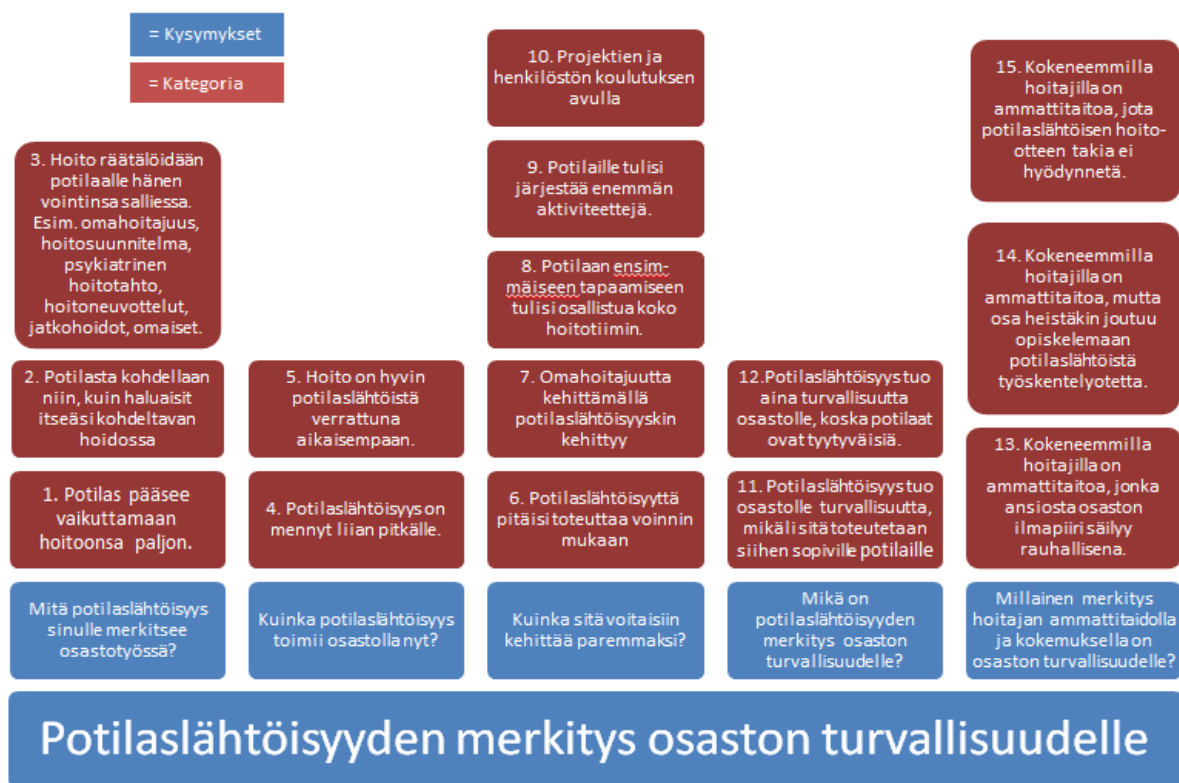 = Kysymykset
= Kategoria
3. Hoito räätälöidään
potilaalle hänen
vointinsa salliessa.
Esim. omahoitajuus,
hoitosuunnitelma,
psykiatrinen
hoitotahto,
hoitoneuvottelut,
jatkohoidot, omaiset.
2. Potilasta kohdellaan
niin, kuin haluaisit
itseäsi kohdeltavan
hoidossa
1. Potilas pääsee
vaikuttamaan
hoitoonsa paljon.
Mitä potilaslähtöisyys
sinulle merkitsee
osastotyössä?
5. Hoito on hyvin
potilaslähtöistä
verrattuna
aikaisempaan.
4. Potilaslähtöisyys on
mennyt liian pitkälle.
Kuinka potilaslähtöisyys
toimii osastolla nyt?
10. Projektien ja
henkilöstön koulutuksen
avulla
9. Potilaille tulisi
järjestää enemmän
aktiviteettejä.
8. Potilaan ensim-
mäiseen tapaamiseen
tulisi osallistua koko
hoitotiimin.
7. Omahoitajuutta
kehittämällä
potilaslähtöisyyskin
kehittyy
6. Potilaslähtöisyyttä
pitäisi toteuttaa voinnin
mukaan
Kuinka sitä voitaisiin
kehittää paremmaksi?
12.Potilaslähtöisyys tuo
aina turvallisuutta
osastolle, koska potilaat
ovat tyytyväisiä.
11. Potilaslähtöisyys tuo
osastolle turvallisuutta,
mikäli sitä toteutetaan
siihen sopiville potilaille
Mikä on
potilaslähtöisyyden
merkitys osaston
turvallisuudelle?
15. Kokeneemmilla
hoitajilla on
ammattitaitoa, jota
potilaslähtöisen hoito-
otteen takia ei
hyödynnetä.
14. Kokeneemmilla
hoitajilla on
ammattitaitoa, mutta
osa heistäkin joutuu
opiskelemaan
potilaslähtöistä
työskentelyotetta.
13. Kokeneemmilla
hoitajilla on
ammattitaitoa, jonka
ansiosta osaston
ilmapiiri säilyy
rauhallisena.
Millainen merkitys
hoitajan ammattitaidolla
ja kokemuksella on
osaston turvallisuudelle?
Potilaslähtöisyyden merkitys osaston turvallisuudelle